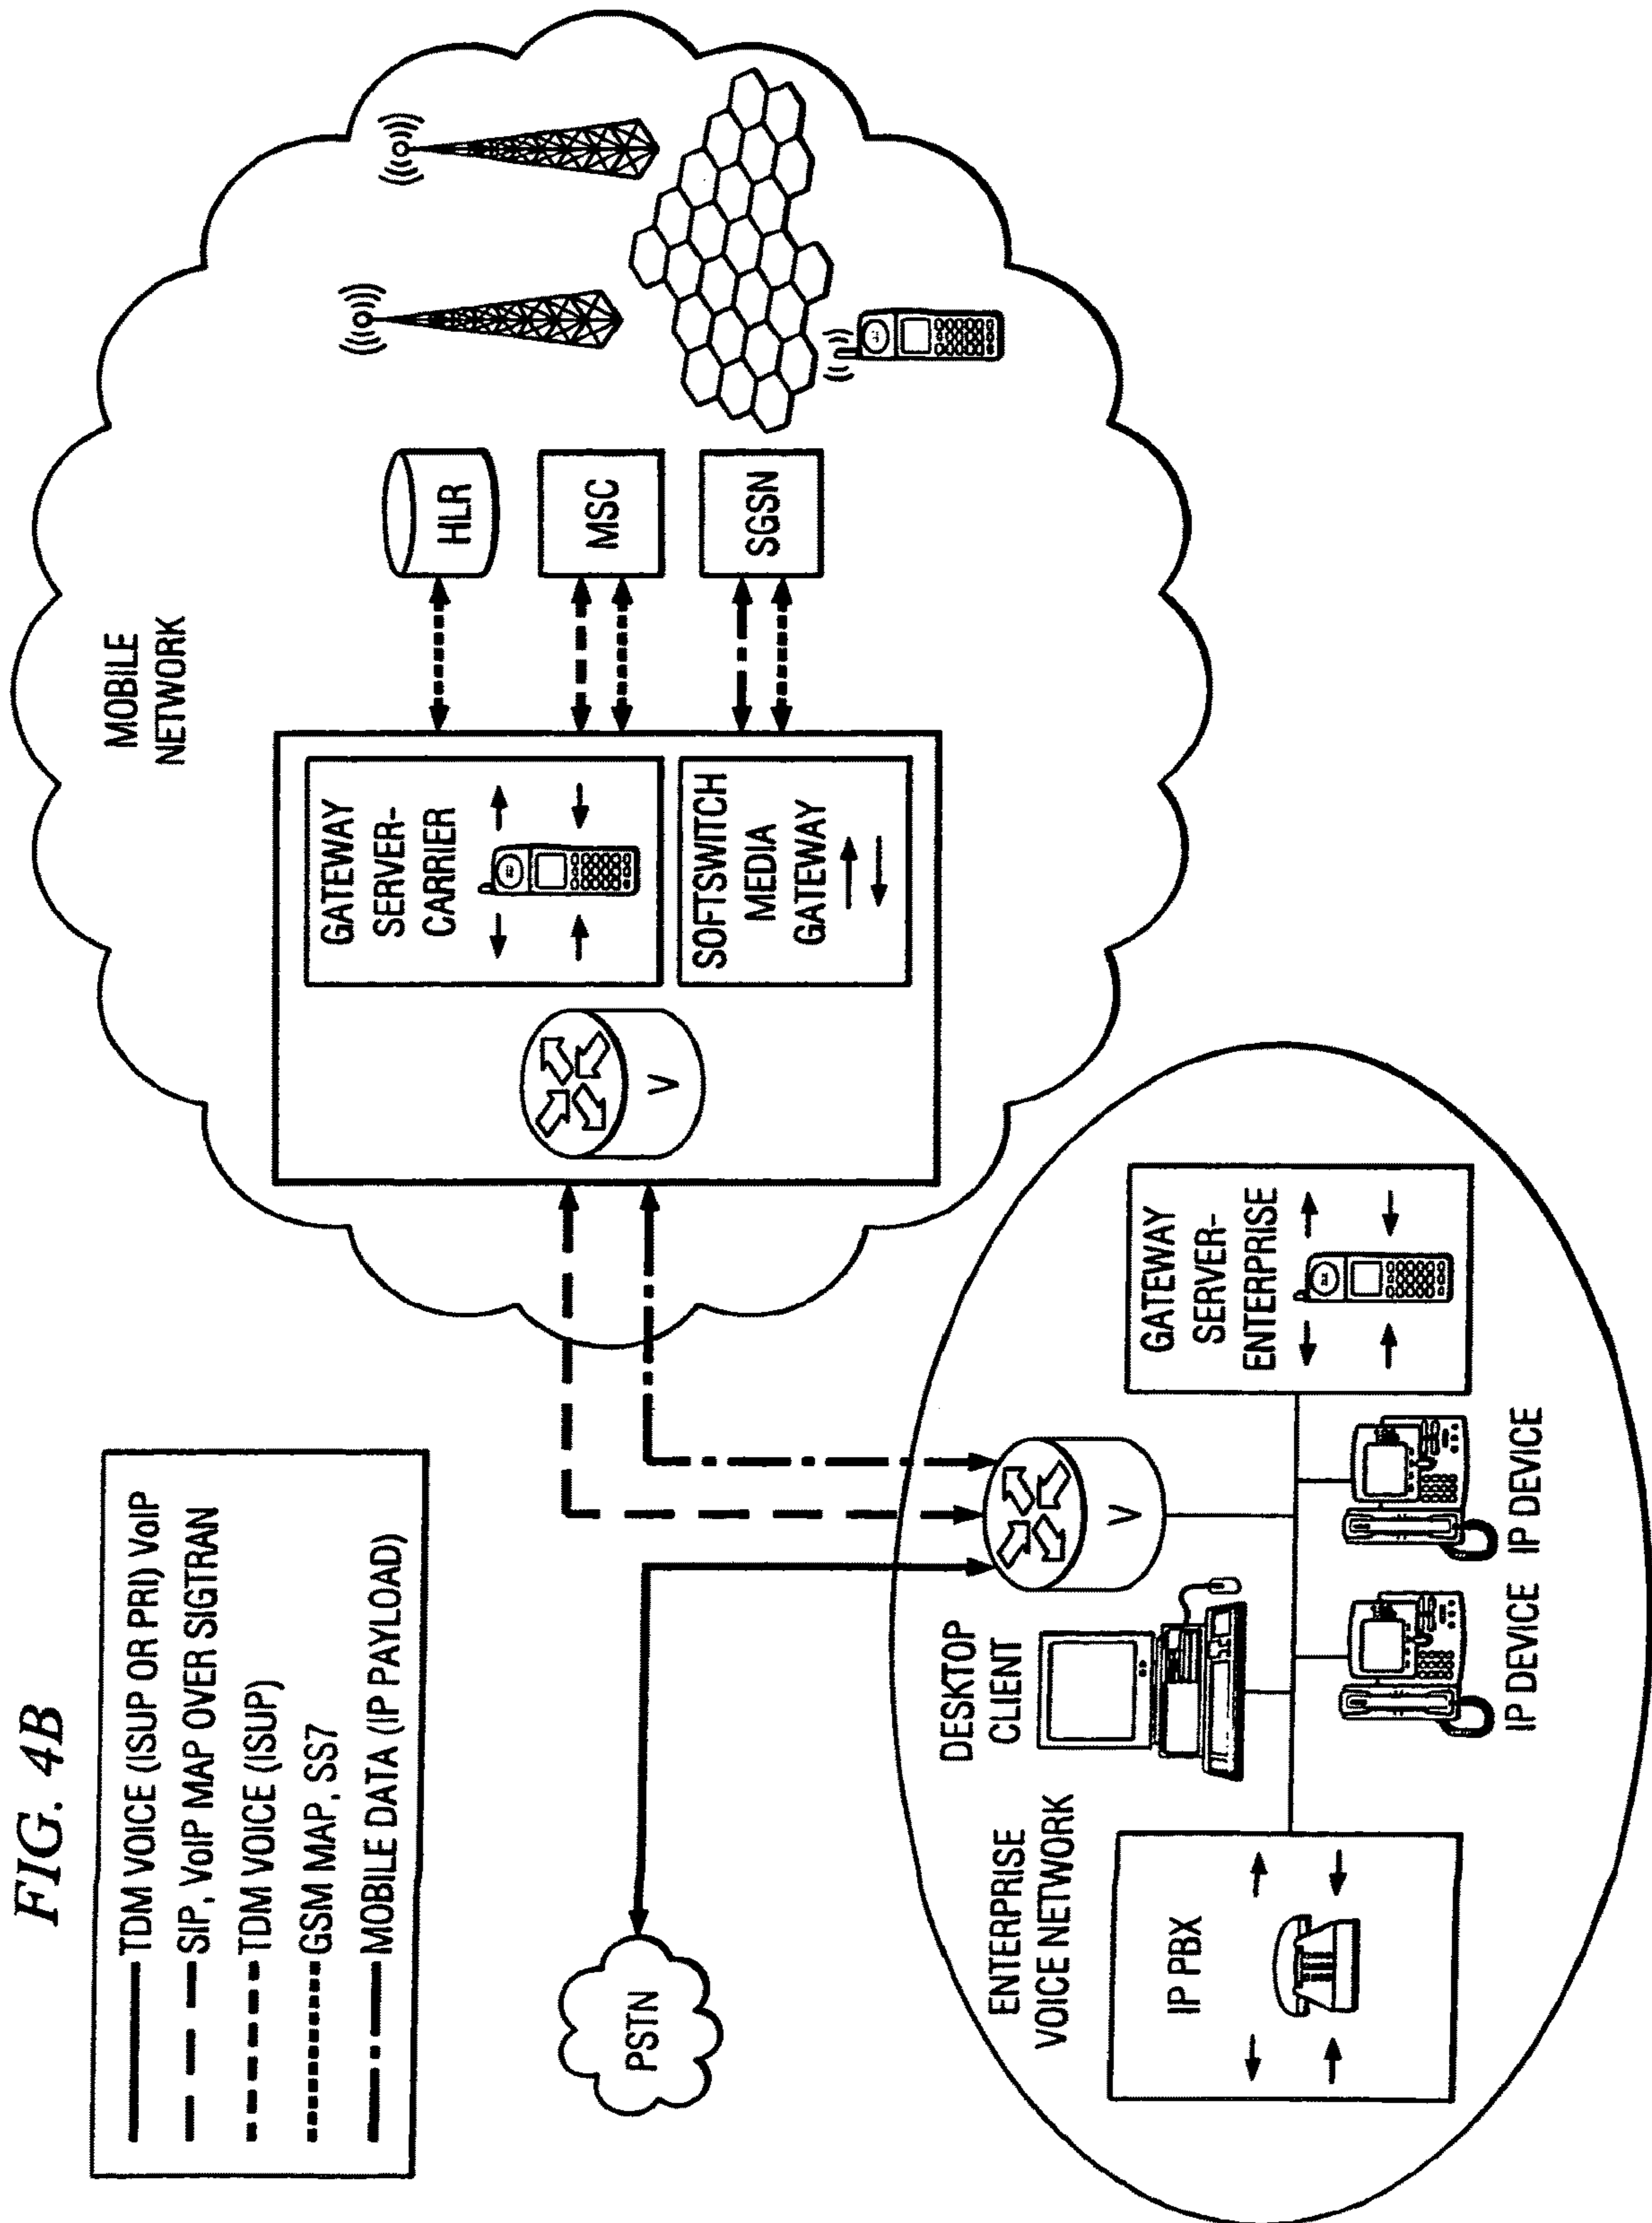 FIG. 4B
TDM VOICE (ISUP OR PRI) VoIP
SIP, VoIP MAP OVER SIGTRAN
TDM VOICE (ISUP)
GSM MAP, SS7
MOBILE DATA (IP PAYLOAD)
MOBILE
NETWORK
GATEWAY
SERVER-
CARRIER
SOFTSWITCH
MEDIA
GATEWAY
V
HLR
MSC
SGSN
PSTN
ENTERPRISE
VOICE NETWORK
DESKTOP
CLIENT
V
IP PBX
GATEWAY
SERVER-
ENTERPRISE
IP DEVICE
IP DEVICE